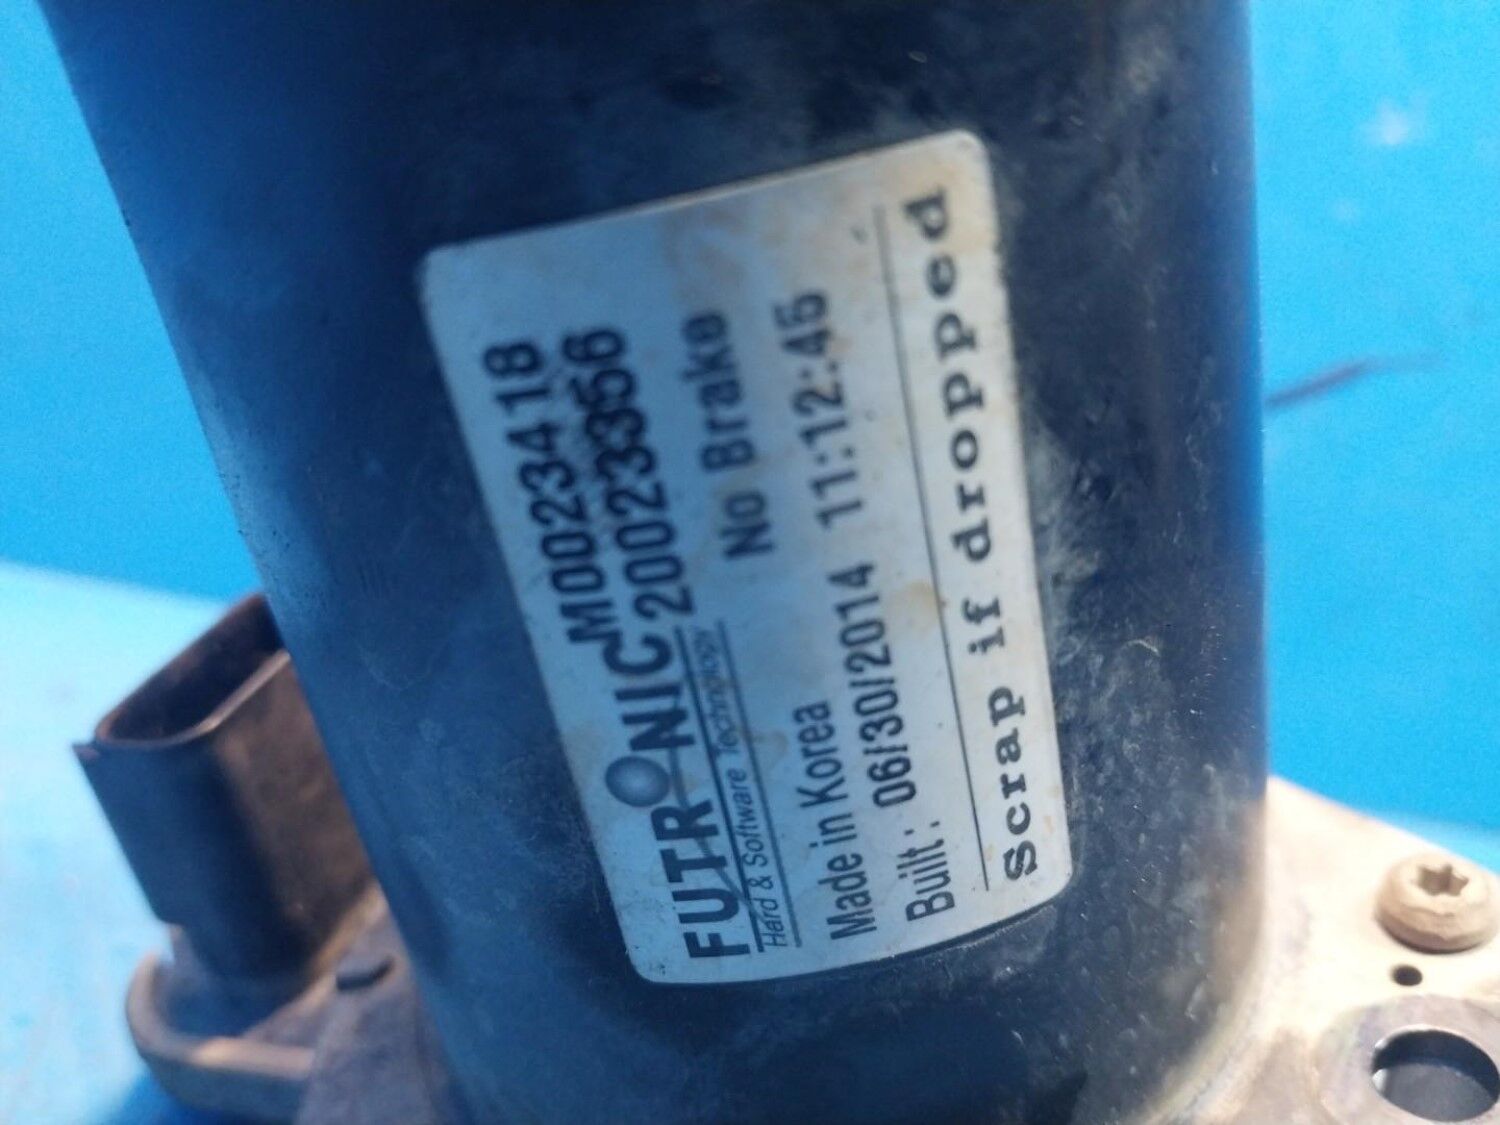 M0023418
FUTRONIC 20023356
Hard & Software Technology
No Brake
Made in Korea 11:12:45
Built: 06/30/2014
Scrap if dropped